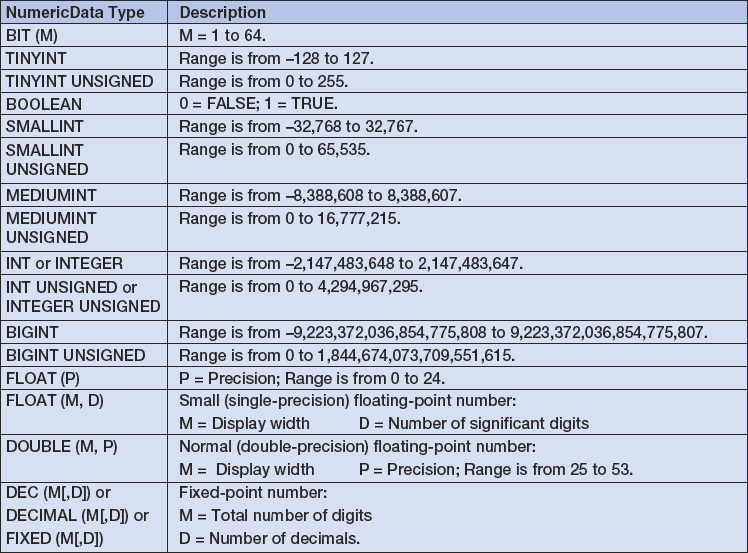 NumericData Type Description
BIT (M) M = 1 to 64.
TINYINT Range is from –128 to 127.
TINYINT UNSIGNED Range is from 0 to 255.
BOOLEAN 0 = FALSE; 1 = TRUE.
SMALLINT Range is from –32,768 to 32,767.
SMALLINT Range is from 0 to 65,535.
UNSIGNED
MEDIUMINT Range is from –8,388,608 to 8,388,607.
MEDIUMINT Range is from 0 to 16,777,215.
UNSIGNED
INT or INTEGER Range is from –2,147,483,648 to 2,147,483,647.
INT UNSIGNED or Range is from 0 to 4,294,967,295.
INTEGER UNSIGNED
BIGINT Range is from –9,223,372,036,854,775,808 to 9,223,372,036,854,775,807.
BIGINT UNSIGNED Range is from 0 to 1,844,674,073,709,551,615.
FLOAT (P) P = Precision; Range is from 0 to 24.
FLOAT (M, D) Small (single-precision) floating-point number:
M = Display width D = Number of significant digits
DOUBLE (M, P) Normal (double-precision) floating-point number:
M = Display width P = Precision; Range is from 25 to 53.
DEC (M[,D]) or Fixed-point number:
DECIMAL (M[,D]) or M = Total number of digits
FIXED (M[,D]) D = Number of decimals.